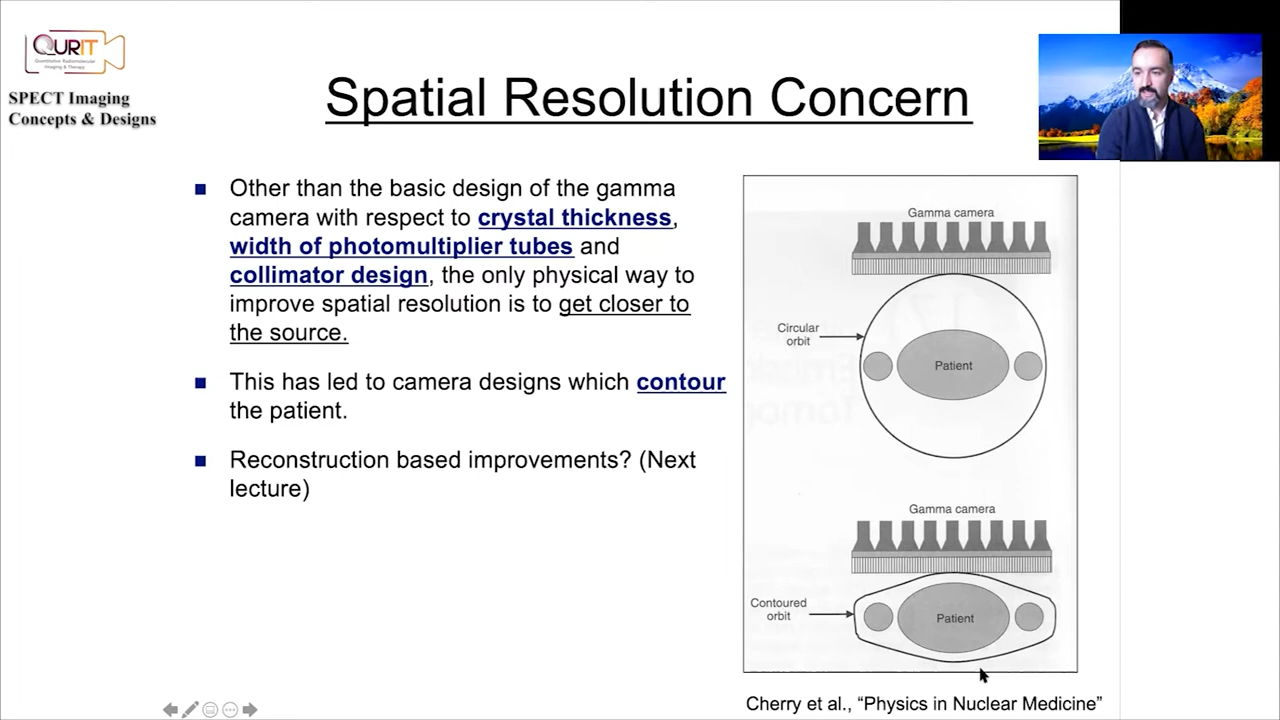 QURIT
Quantitative Radiomolecular
Imaging & Therapy
SPECT Imaging
Concepts & Designs
Spatial Resolution Concern
Other than the basic design of the gamma
camera with respect to crystal thickness,
width of photomultiplier tubes and
collimator design, the only physical way to
improve spatial resolution is to get closer to
the source.
This has led to camera designs which contour
the patient.
Reconstruction based improvements? (Next
lecture)
Gamma camera
Circular
orbit
Patient
Gamma camera
Contoured
orbit
Patient
Cherry et al., “Physics in Nuclear Medicine”